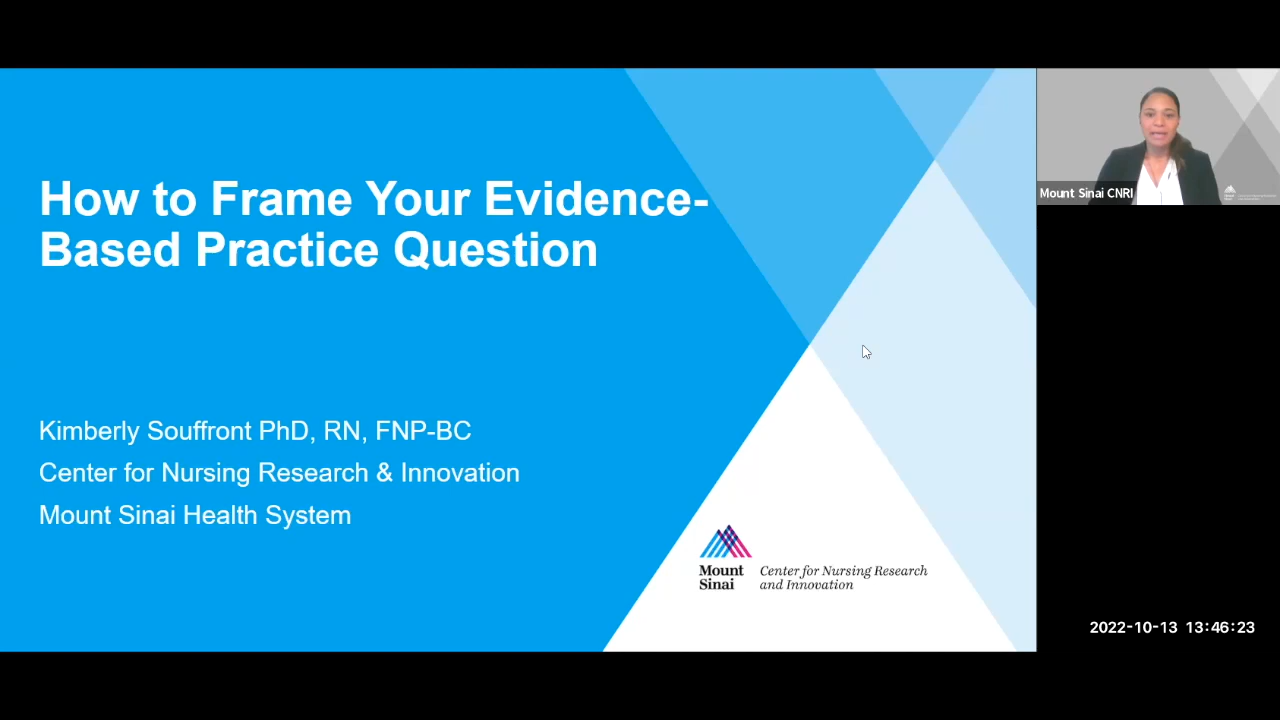 How to Frame Your Evidence-
Based Practice Question
Kimberly Souffront PhD, RN, FNP-BC
Center for Nursing Research & Innovation
Mount Sinai Health System
Mount
Sinai
Center for Nursing Research
and Innovation
Mount Sinai CNRI
2022-10-13 13:46:23